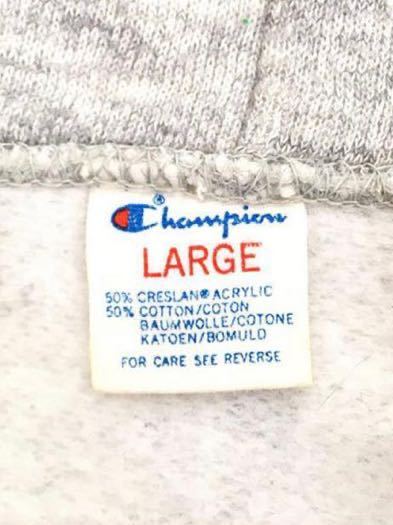 Champion®
LARGE
50% CRESLAN® ACRYLIC
50% COTTON/COTON
BAUMWOLLE/COTONE
KATOEN/BOMULD
FOR CARE SEE REVERSE